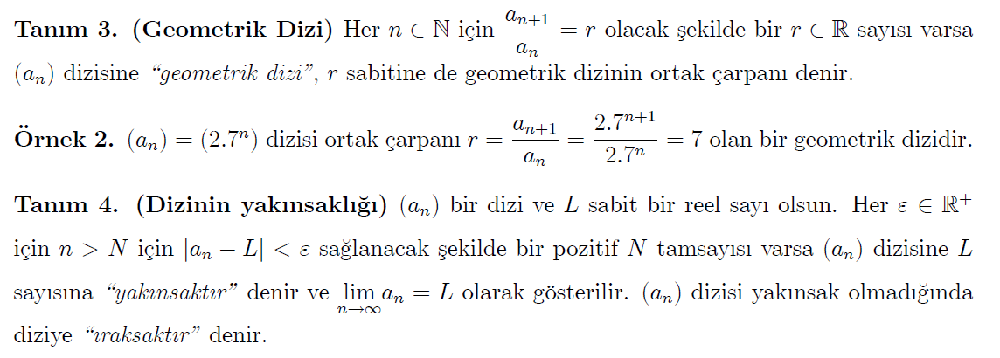 Tanım 3. (Geometrik Dizi) Her n ∈ ℕ için \frac{a_{n+1}}{a_n} = r olacak şekilde bir r ∈ ℝ sayısı varsa
(a_n) dizisine “geometrik dizi”, r sabitine de geometrik dizinin ortak çarpanı denir.
Örnek 2. (a_n) = (2.7^n) dizisi ortak çarpanı r = \frac{a_{n+1}}{a_n} = \frac{2.7^{n+1}}{2.7^n} = 7 olan bir geometrik dizidir.
Tanım 4. (Dizinin yakınsaklığı) (a_n) bir dizi ve L sabit bir reel sayı olsun. Her ε ∈ ℝ^+
için n > N için |a_n − L| < ε sağlanacak şekilde bir pozitif N tamsayısı varsa (a_n) dizisine L
sayısına “yakınsaktır” denir ve \lim_{n→∞} a_n = L olarak gösterilir. (a_n) dizisi yakınsak olmadığında
diziye “ıraksaktır” denir.